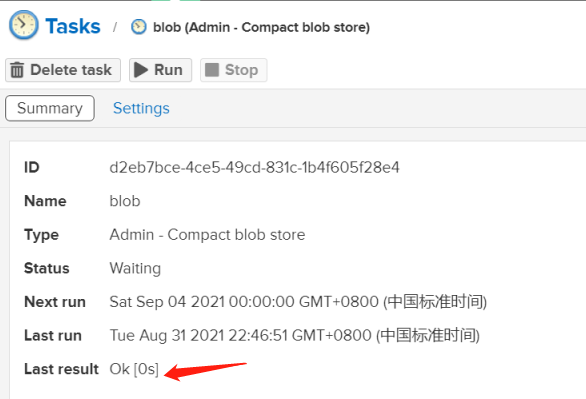 Tasks / blob (Admin - Compact blob store)
Delete task Run Stop
Summary Settings
ID d2eb7bce-4ce5-49cd-831c-1b4f605f28e4
Name blob
Type Admin - Compact blob store
Status Waiting
Next run Sat Sep 04 2021 00:00:00 GMT+0800 (中国标准时间)
Last run Tue Aug 31 2021 22:46:51 GMT+0800 (中国标准时间)
Last result Ok [0s]